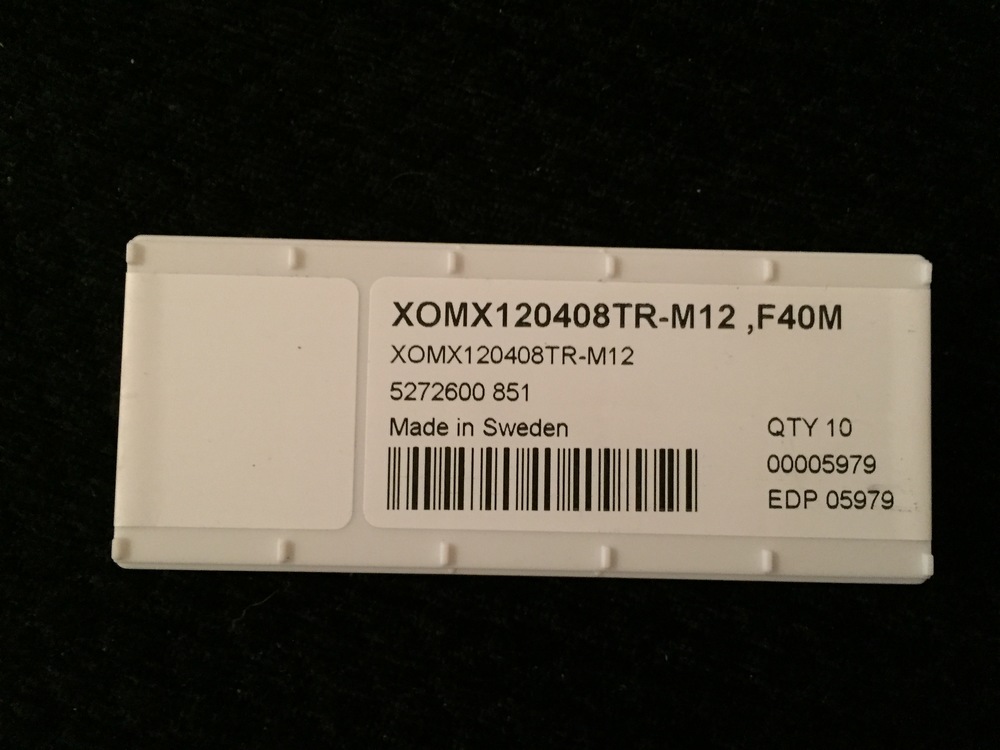 XOMX120408TR-M12 ,F40M
XOMX120408TR-M12
5272600 851
Made in Sweden
QTY 10
00005979
EDP 05979